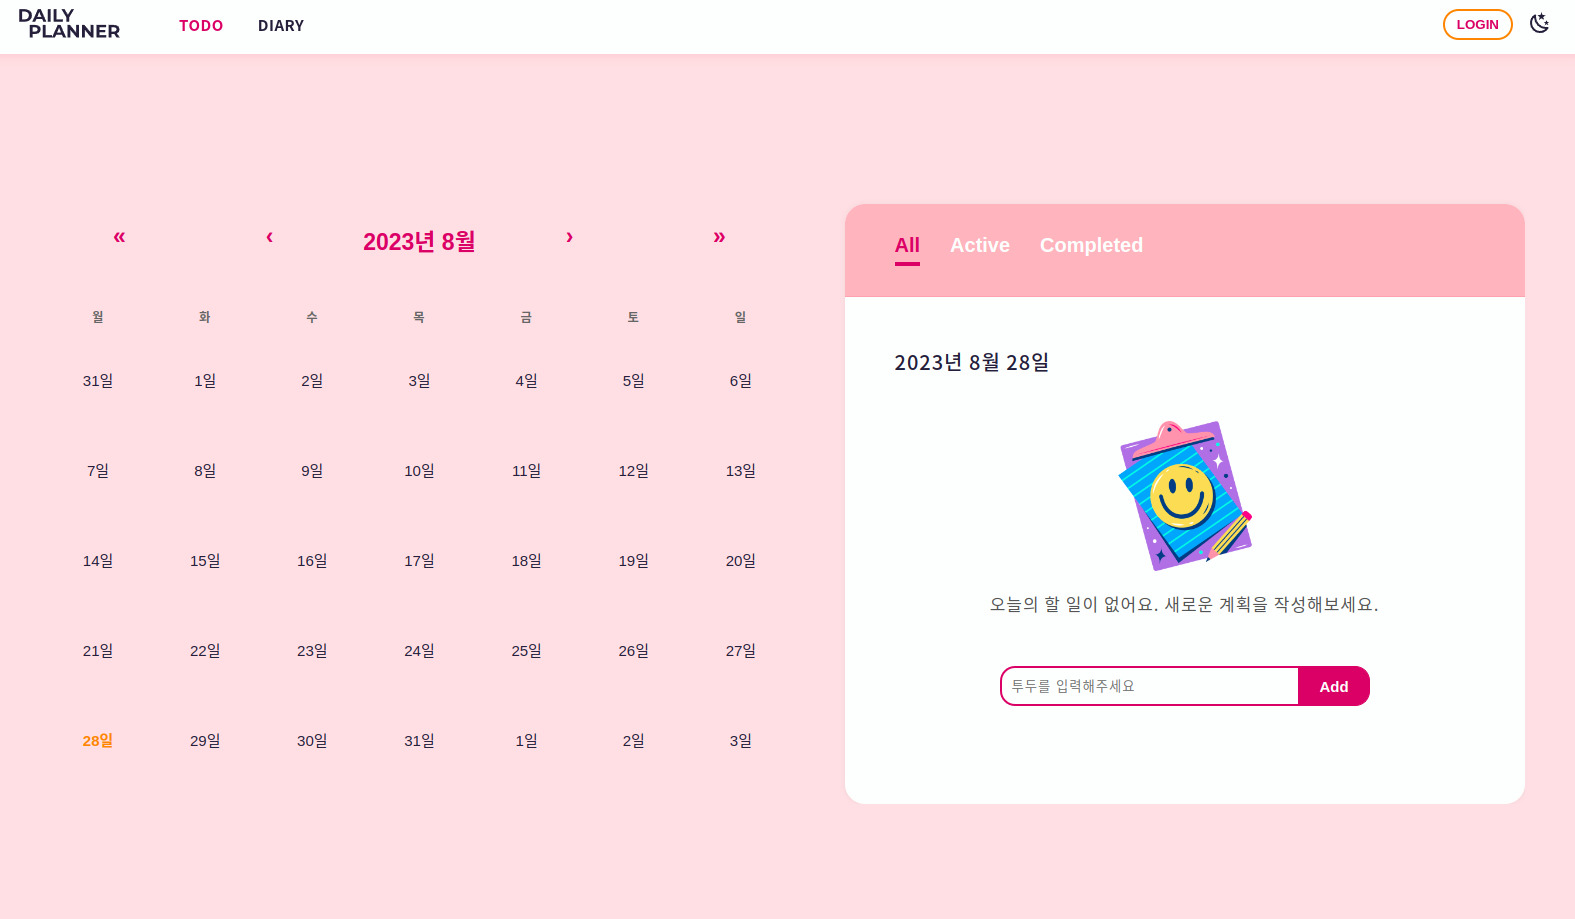 DAILY
PLANNER
TODO DIARY
LOGIN
« ‹ 2023년 8월 › »
월 화 수 목 금 토 일
31일 1일 2일 3일 4일 5일 6일
7일 8일 9일 10일 11일 12일 13일
14일 15일 16일 17일 18일 19일 20일
21일 22일 23일 24일 25일 26일 27일
28일 29일 30일 31일 1일 2일 3일
All Active Completed
2023년 8월 28일
오늘의 할 일이 없어요. 새로운 계획을 작성해보세요.
투두를 입력해주세요 Add